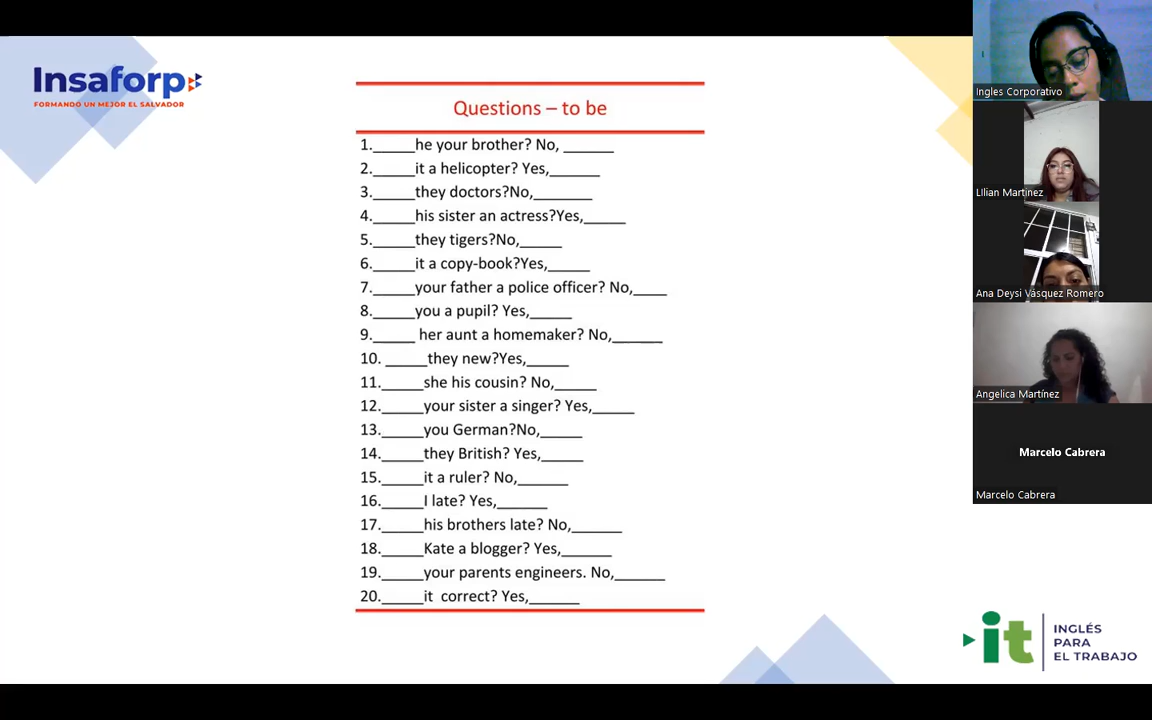 Insaforp
FORMANDO UN MEJOR EL SALVADOR
Questions – to be
1._____he your brother? No, ______
2._____it a helicopter? Yes,______
3._____they doctors?No,_______
4._____his sister an actress?Yes,_____
5._____they tigers?No,_____
6._____it a copy-book?Yes,_____
7._____your father a police officer? No,____
8._____you a pupil? Yes,_____
9._____ her aunt a homemaker? No,______
10. _____they new?Yes,_____
11._____she his cousin? No,_____
12._____your sister a singer? Yes,_____
13._____you German?No,_____
14._____they British? Yes,_____
15._____it a ruler? No,______
16._____I late? Yes,______
17._____his brothers late? No,______
18._____Kate a blogger? Yes,______
19._____your parents engineers. No,______
20._____it  correct? Yes,______
it
INGLÉS
PARA
EL TRABAJO
Ingles Corporativo
LIlian Martinez
Ana Deysi Vásquez Romero
Angelica Martínez
Marcelo Cabrera
Marcelo Cabrera